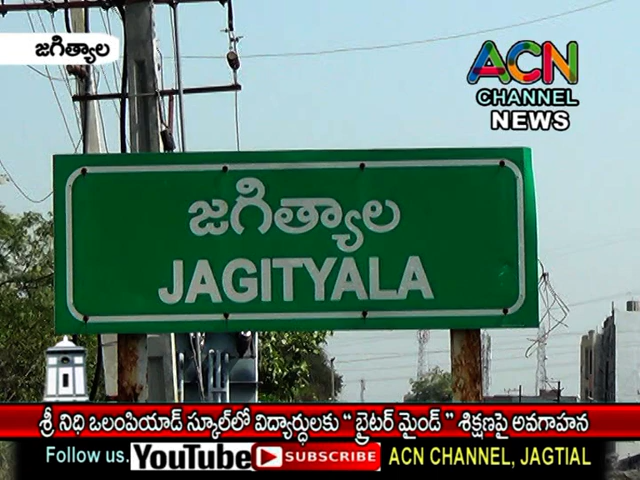 జగిత్యాల
ACN
CHANNEL
NEWS
జగిత్యాల
JAGITYALA
శ్రీ నిధి ఒలంపియాడ్ స్కూల్‌లో విద్యార్ధులకు “ బ్రైటర్ మైండ్ ” శిక్షణపై అవగాహన
Follow us. YouTube SUBSCRIBE ACN CHANNEL, JAGTIAL